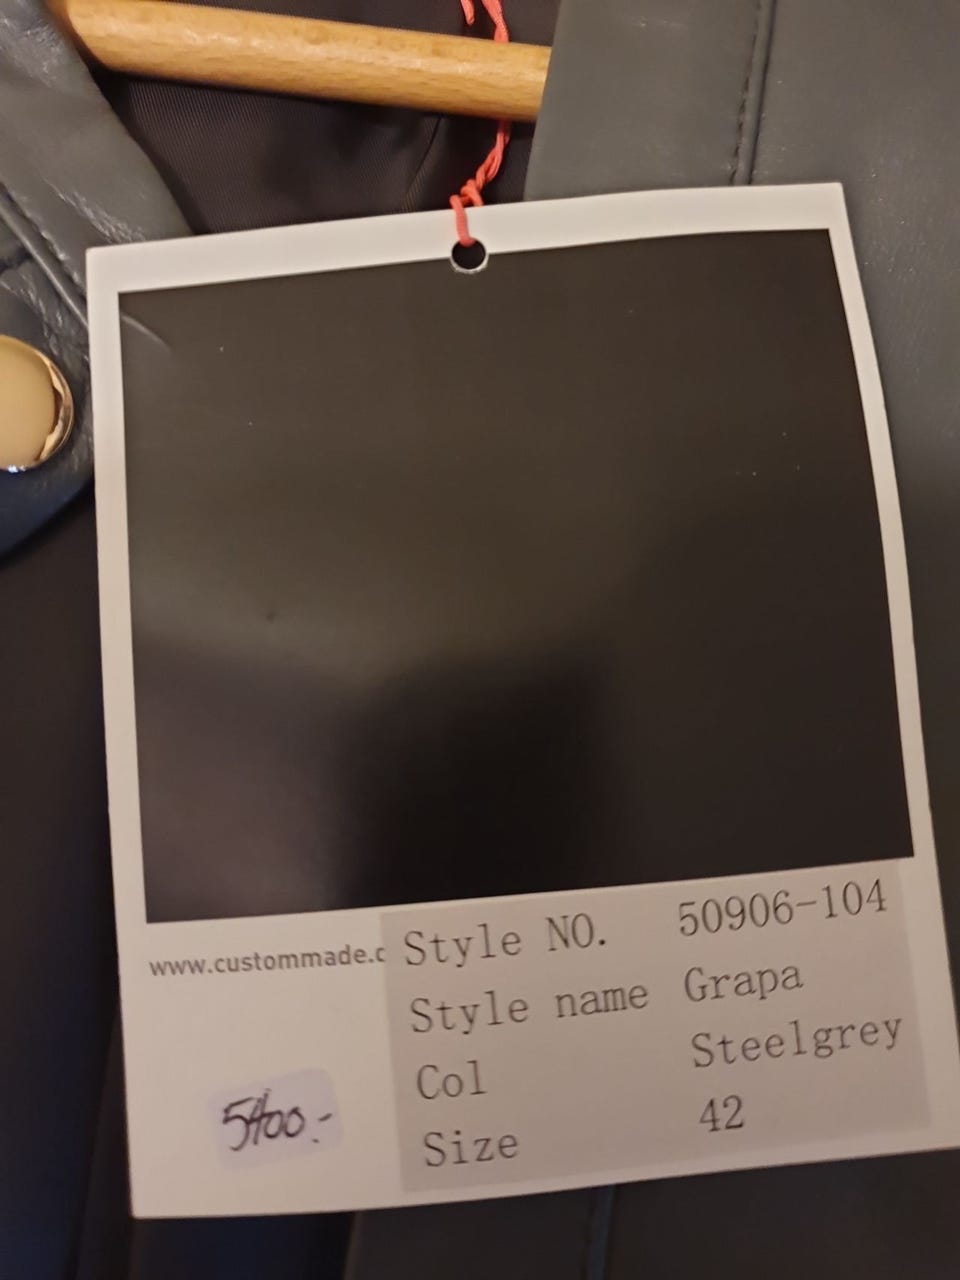 www.custommade.c
Style NO. 50906-104
Style name Grapa
Col Steelgrey
Size 42
5400.-